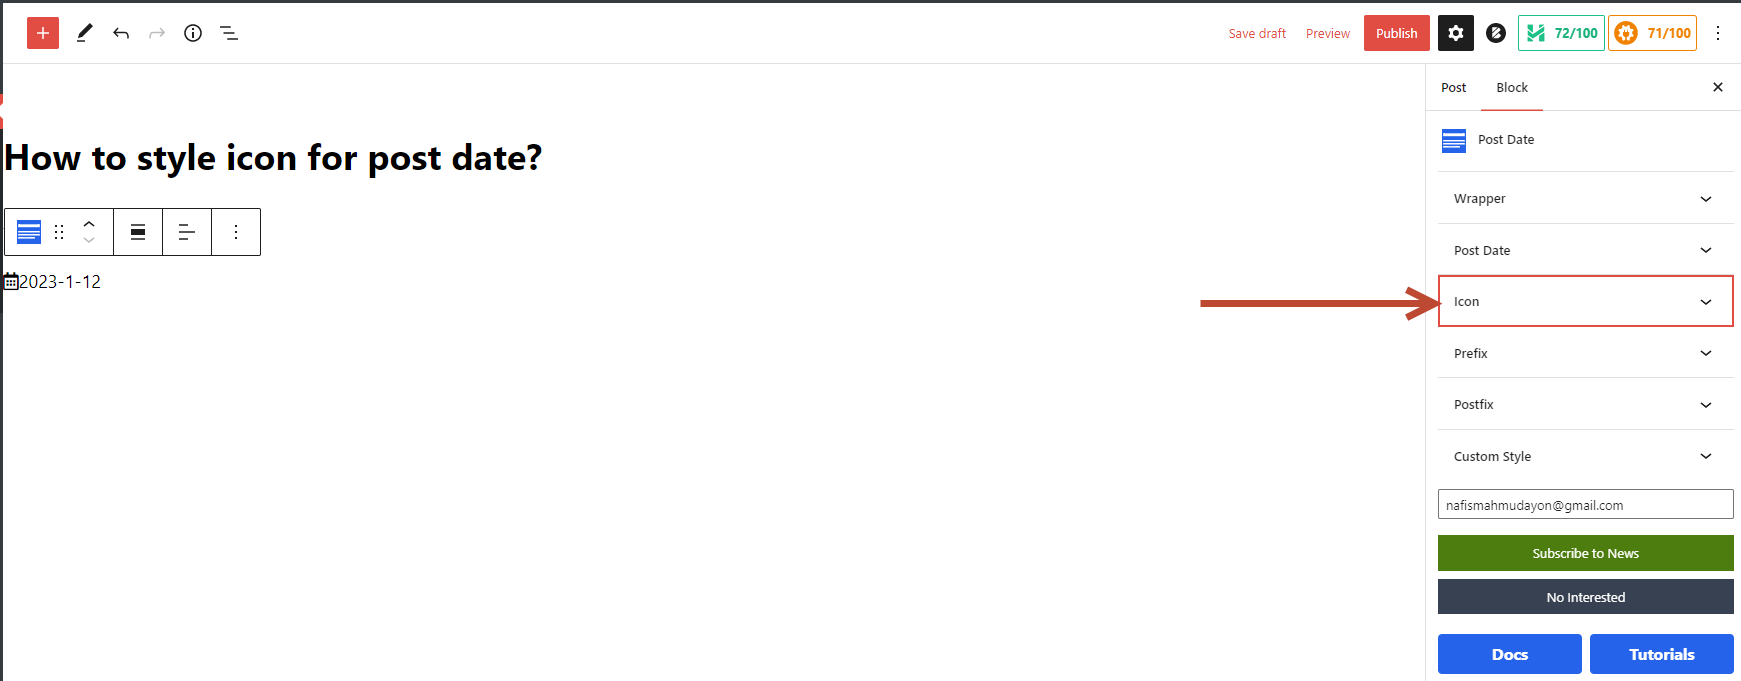 Save draft Preview Publish 72/100 71/100
Post Block
How to style icon for post date?
2023-1-12
Post Date
Wrapper
Post Date
Icon
Prefix
Postfix
Custom Style
nafismahmudayon@gmail.com
Subscribe to News
No Interested
Docs Tutorials